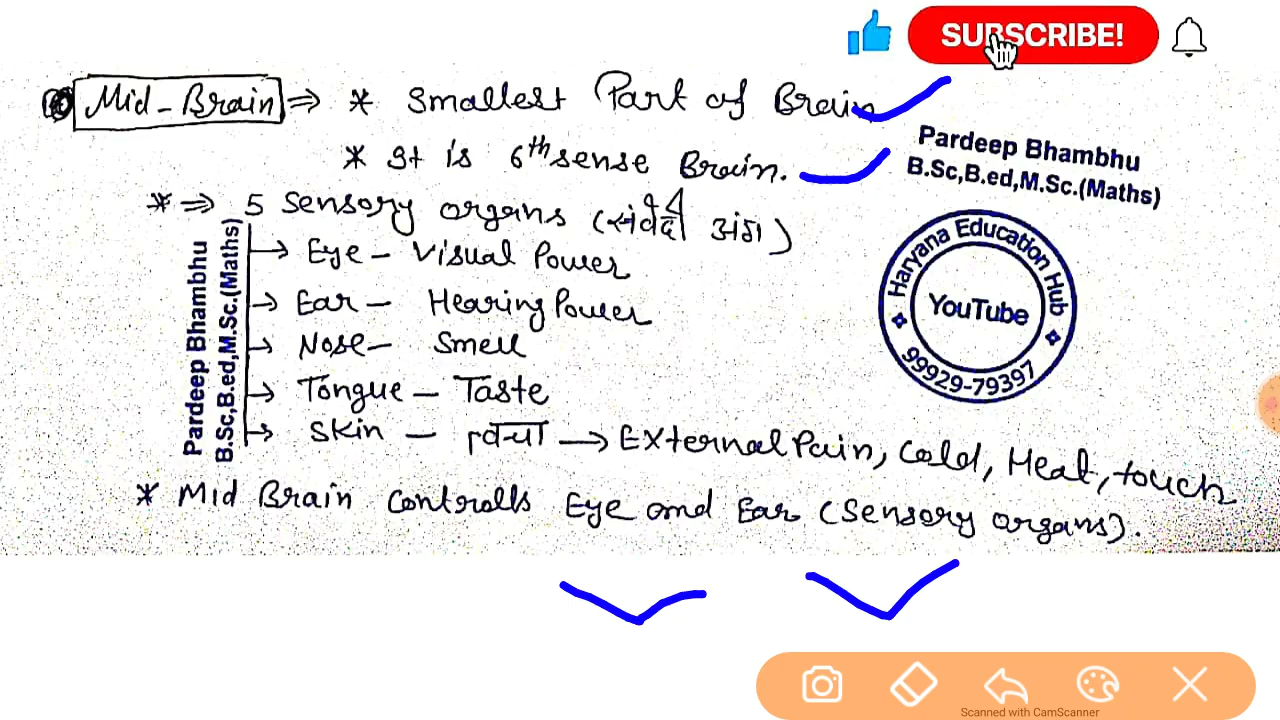 SUBSCRIBE!
Mid-Brain ⇒ * Smallest Part of Brain
* It is 6th sense Brain.
Pardeep Bhambhu
B.Sc,B.ed,M.Sc.(Maths)
* ⇒ 5 Sensory organs (संवेदी अंग)
→ Eye - Visual Power
→ Ear - Hearing Power
→ Nose - Smell
→ Tongue - Taste
→ Skin - त्वचा → External Pain, Cold, Heat, touch
* Mid Brain Controlls Eye and Ear (Sensory organs).
Pardeep Bhambhu
B.Sc,B.ed,M.Sc.(Maths)
Haryana Education Hub
YouTube
99929-79397
Scanned with CamScanner